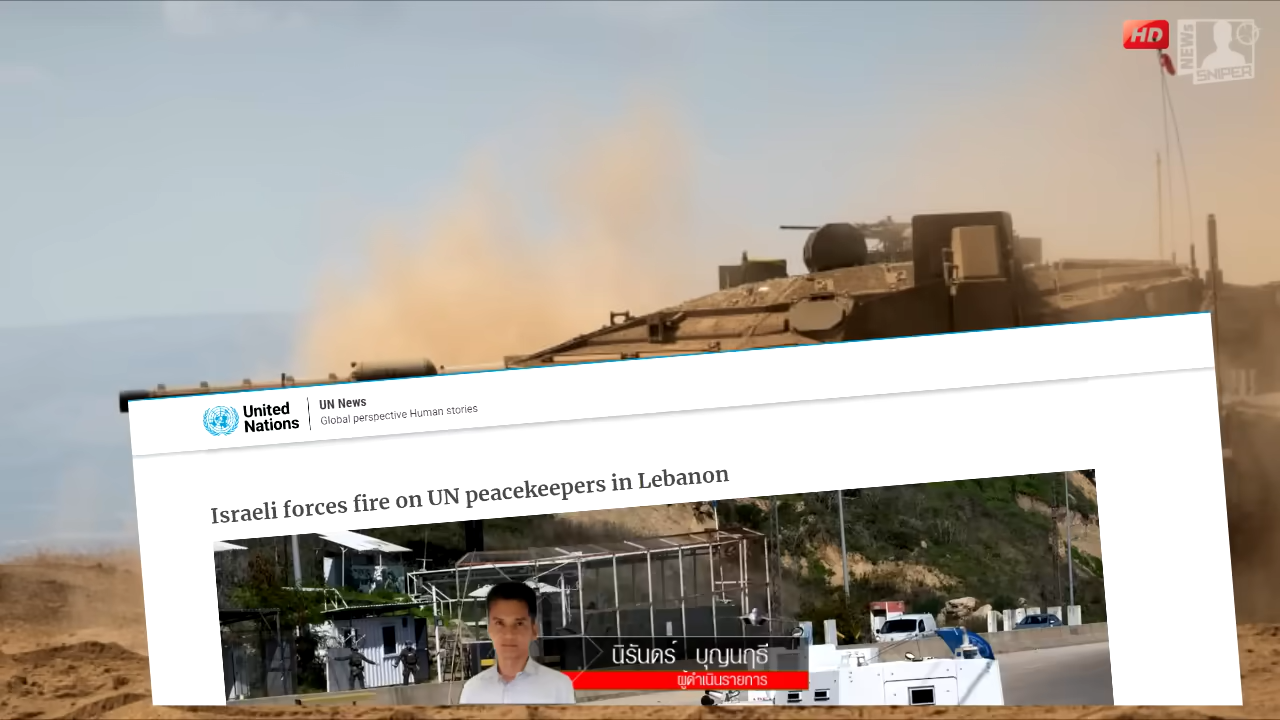 HD
NEWS
SNIPER
United
Nations
UN News
Global perspective Human stories
Israeli forces fire on UN peacekeepers in Lebanon
นิรันดร์ บุญนฤธี
ผู้ดำเนินรายการ